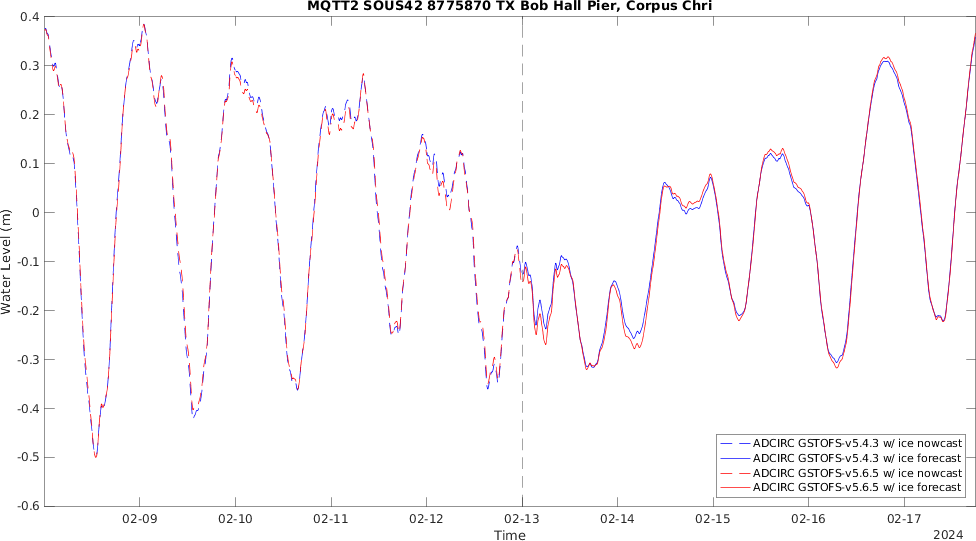 MQTT2 SOUS42 8775870 TX Bob Hall Pier, Corpus Chri
0.4
0.3
0.2
0.1
0
-0.1
-0.2
-0.3
-0.4
-0.5
-0.6
Water Level (m)
ADCIRC GSTOFS-v5.4.3 w/ ice nowcast
ADCIRC GSTOFS-v5.4.3 w/ ice forecast
ADCIRC GSTOFS-v5.6.5 w/ ice nowcast
ADCIRC GSTOFS-v5.6.5 w/ ice forecast
02-09 02-10 02-11 02-12 02-13 02-14 02-15 02-16 02-17
Time
2024